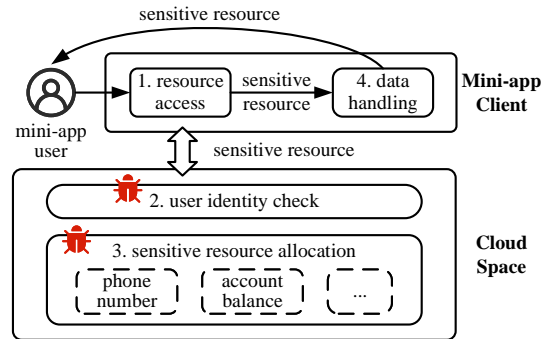 sensitive resource
1. resource
access
sensitive
resource
4. data
handling
Mini-app
Client
mini-app
user
sensitive resource
2. user identity check
3. sensitive resource allocation
phone
number
account
balance
...
Cloud
Space